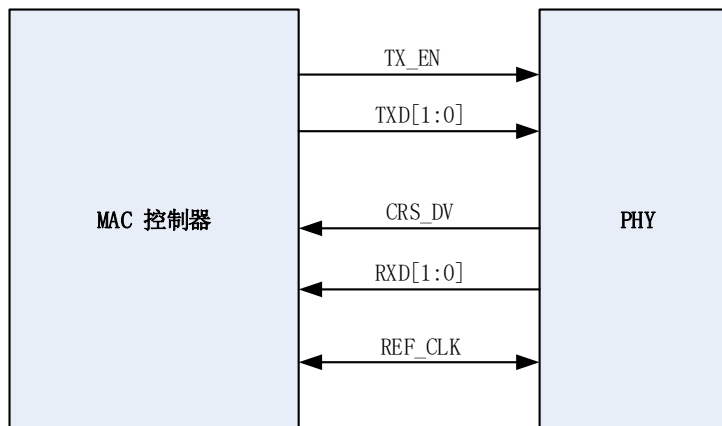 TX_EN
TXD[1:0]
MAC 控制器
CRS_DV
PHY
RXD[1:0]
REF_CLK